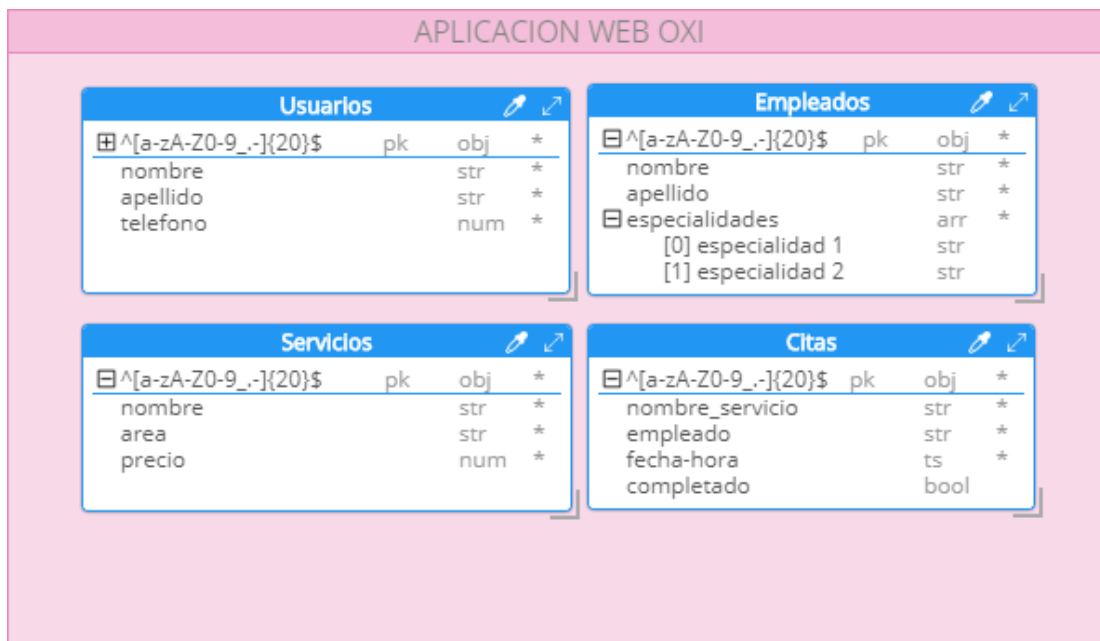 APLICACION WEB OXI
Usuarios
^[a-zA-Z0-9_.-]{20}$ pk obj *
nombre str *
apellido str *
telefono num *
Empleados
^[a-zA-Z0-9_.-]{20}$ pk obj *
nombre str *
apellido str *
especialidades arr *
[0] especialidad 1 str
[1] especialidad 2 str
Servicios
^[a-zA-Z0-9_.-]{20}$ pk obj *
nombre str *
area str *
precio num *
Citas
^[a-zA-Z0-9_.-]{20}$ pk obj *
nombre_servicio str *
empleado str *
fecha-hora ts *
completado bool